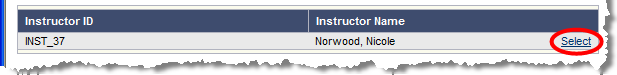 Instructor ID Instructor Name
INST_37 Norwood, Nicole Select